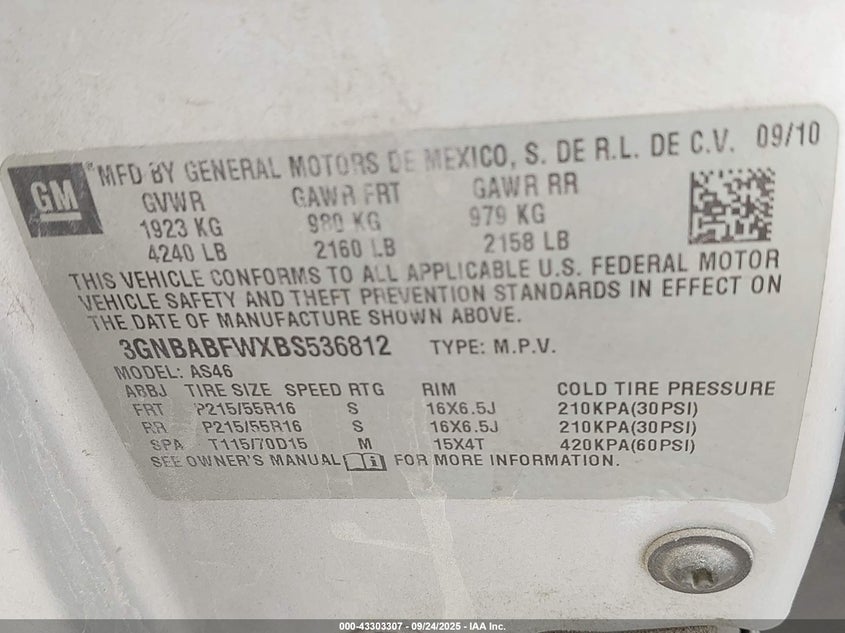 GM
MFD BY GENERAL MOTORS DE MEXICO, S. DE R.L. DE C.V. 09/10
GVWR GAWR FRT GAWR RR
1923 KG 980 KG 979 KG
4240 LB 2160 LB 2158 LB
THIS VEHICLE CONFORMS TO ALL APPLICABLE U.S. FEDERAL MOTOR
VEHICLE SAFETY AND THEFT PREVENTION STANDARDS IN EFFECT ON
THE DATE OF MANUFACTURE SHOWN ABOVE.
3GNBABFWXBS536812 TYPE: M.P.V.
MODEL: AS46
ABBJ TIRE SIZE SPEED RTG RIM COLD TIRE PRESSURE
FRT P215/55R16 S 16X6.5J 210KPA(30PSI)
RR P215/55R16 S 16X6.5J 210KPA(30PSI)
SPA T115/70D15 M 15X4T 420KPA(60PSI)
SEE OWNER'S MANUAL FOR MORE INFORMATION.
000-43303307 - 09/24/2025 - IAA Inc.